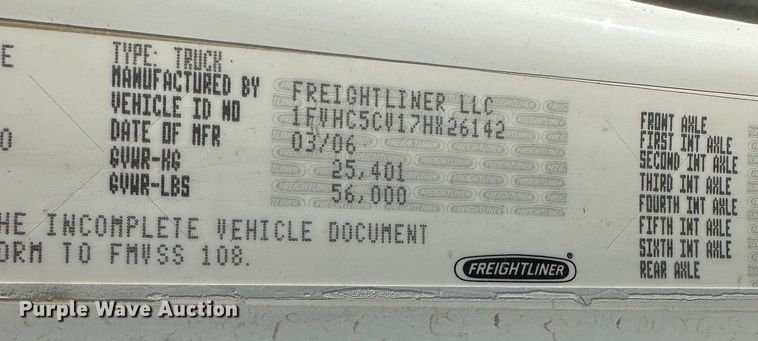 E
TYPE: TRUCK
MANUFACTURED BY FREIGHTLINER LLC
VEHICLE ID NO 1FVHC5CV17HX26142
0
DATE OF MFR 03/06
GVWR-KG 25,401
GVWR-LBS 56,000
FRONT AXLE
FIRST INT AXLE
SECOND INT AXLE
THIRD INT AXLE
FOURTH INT AXLE
FIFTH INT AXLE
SIXTH INT AXLE
REAR AXLE
HE INCOMPLETE VEHICLE DOCUMENT
ORM TO FMVSS 108.
FREIGHTLINER®
Purple Wave Auction